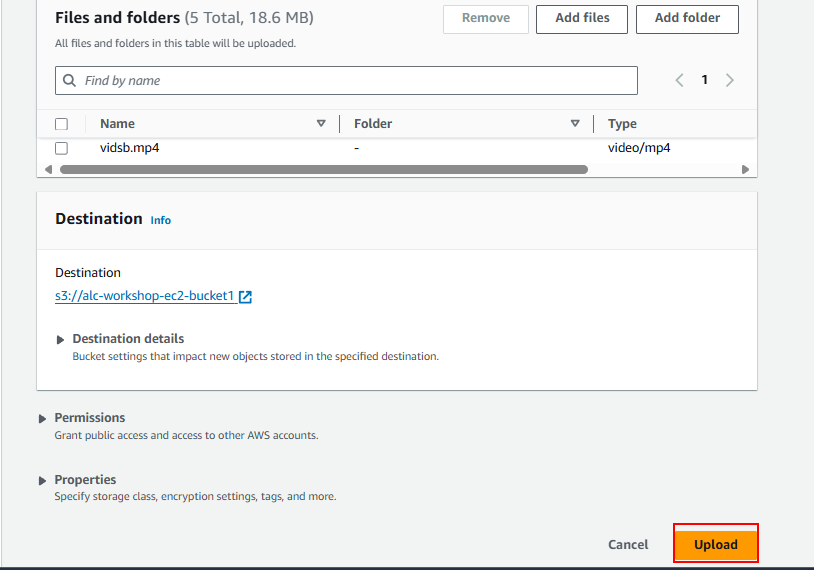 Files and folders (5 Total, 18.6 MB)
Remove
Add files
Add folder
All files and folders in this table will be uploaded.
Find by name
1
Name
Folder
Type
vidsb.mp4
-
video/mp4
Destination Info
Destination
s3://alc-workshop-ec2-bucket1
Destination details
Bucket settings that impact new objects stored in the specified destination.
Permissions
Grant public access and access to other AWS accounts.
Properties
Specify storage class, encryption settings, tags, and more.
Cancel
Upload